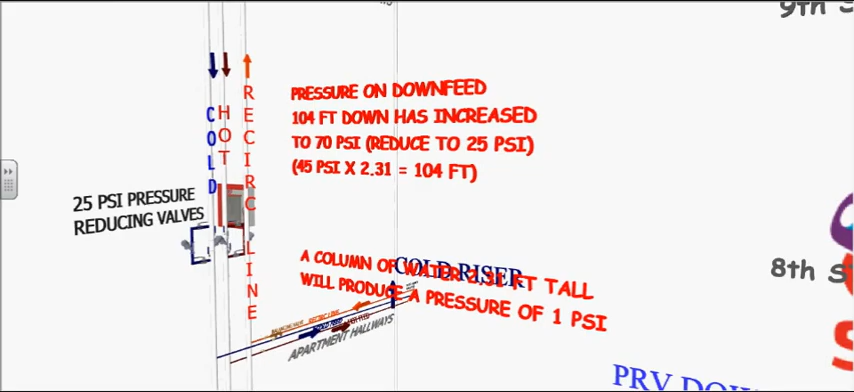 9th S
COLD
HOT
RECIRC LINE
PRESSURE ON DOWNFEED
104 FT DOWN HAS INCREASED
TO 70 PSI (REDUCE TO 25 PSI)
(45 PSI X 2.31 = 104 FT)
25 PSI PRESSURE
REDUCING VALVES
A COLUMN OF WATER 2.31 FT TALL
WILL PRODUCE A PRESSURE OF 1 PSI
COLD RISER
8th S
APARTMENT HALLWAYS
PRV DOW